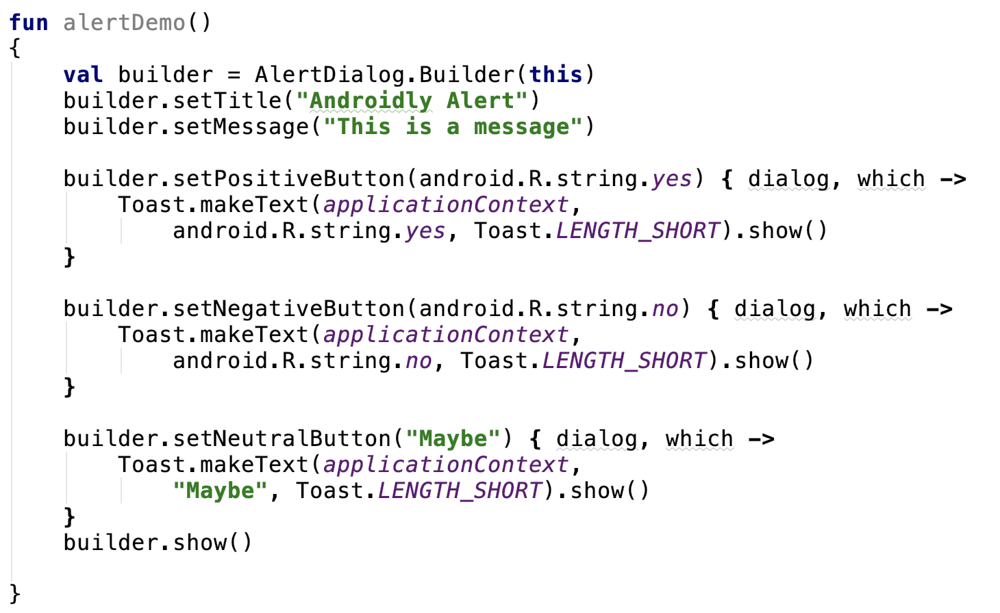 fun alertDemo()
{
    val builder = AlertDialog.Builder(this)
    builder.setTitle("Androidly Alert")
    builder.setMessage("This is a message")

    builder.setPositiveButton(android.R.string.yes) { dialog, which ->
        Toast.makeText(applicationContext,
            android.R.string.yes, Toast.LENGTH_SHORT).show()
    }

    builder.setNegativeButton(android.R.string.no) { dialog, which ->
        Toast.makeText(applicationContext,
            android.R.string.no, Toast.LENGTH_SHORT).show()
    }

    builder.setNeutralButton("Maybe") { dialog, which ->
        Toast.makeText(applicationContext,
            "Maybe", Toast.LENGTH_SHORT).show()
    }
    builder.show()

}